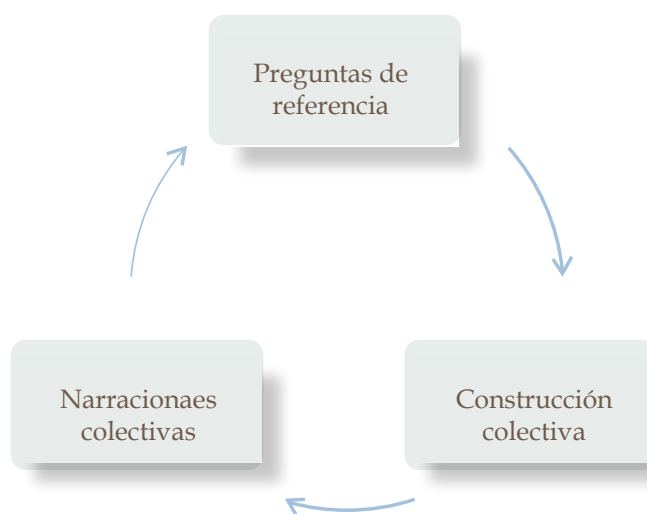 Preguntas de
referencia
Narracionaes
colectivas
Construcción
colectiva